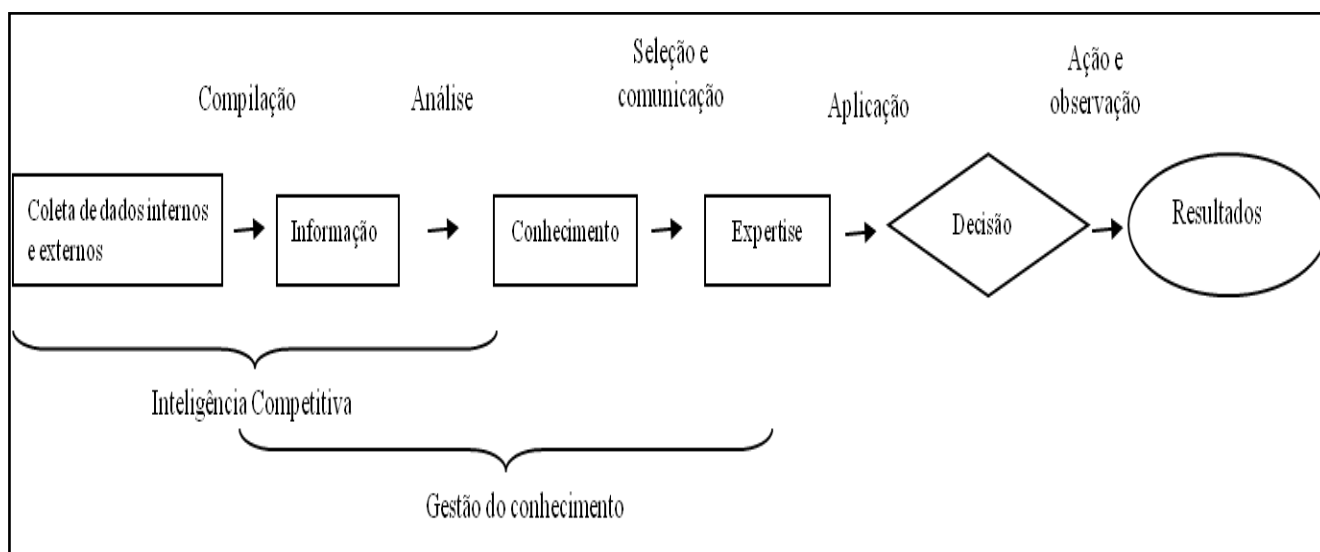 Compilação
Análise
Seleção e
comunicação
Aplicação
Ação e
observação
Coleta de dados internos
e externos
Informação
Conhecimento
Expertise
Decisão
Resultados
Inteligência Competitiva
Gestão do conhecimento